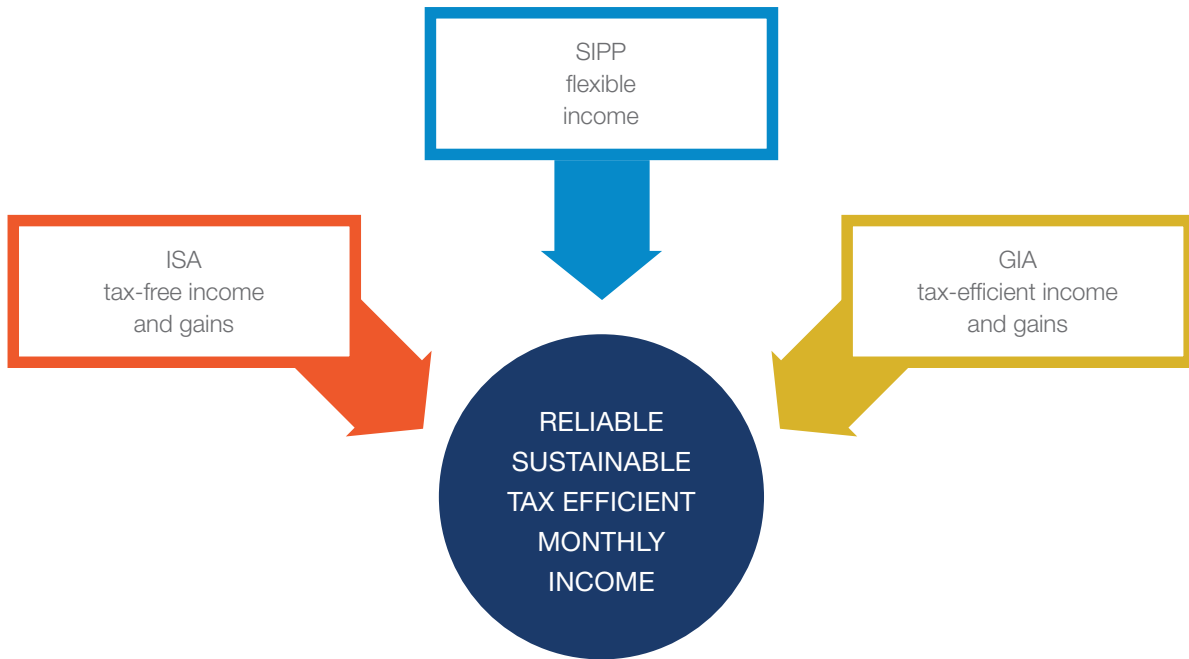 SIPP
flexible
income
ISA
tax-free income
and gains
GIA
tax-efficient income
and gains
RELIABLE
SUSTAINABLE
TAX EFFICIENT
MONTHLY
INCOME